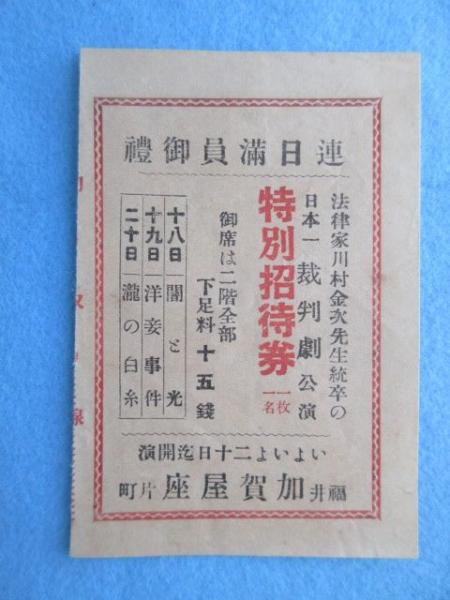 連日満員御禮
法律家川村金次先生統卒の
日本一裁判劇公演
特別招待券
一枚一名
御席は二階全部
下足料十五錢
十八日 闇と光
十九日 洋妾事件
二十日 瀧の白糸
いよいよ二十日迄開演
福井 加賀屋座 片町
切取線